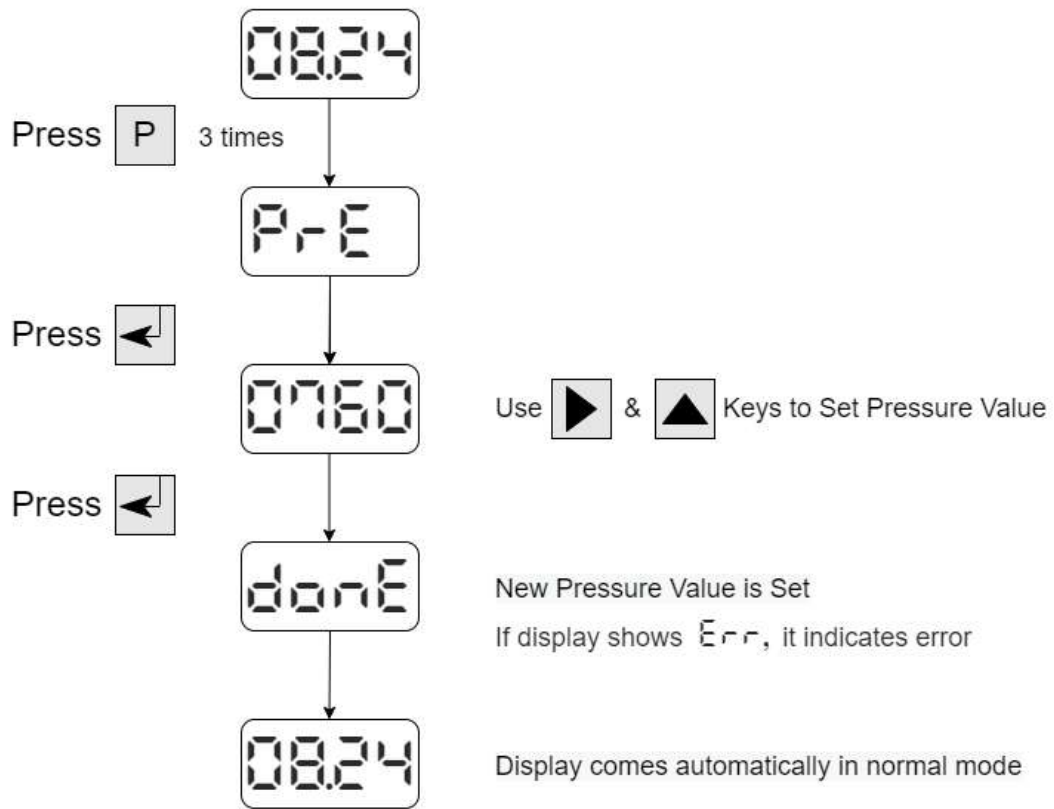 08.24
Press P 3 times
PrE
Press
0760
Use & Keys to Set Pressure Value
Press
donE
New Pressure Value is Set
If display shows Err, it indicates error
08.24
Display comes automatically in normal mode